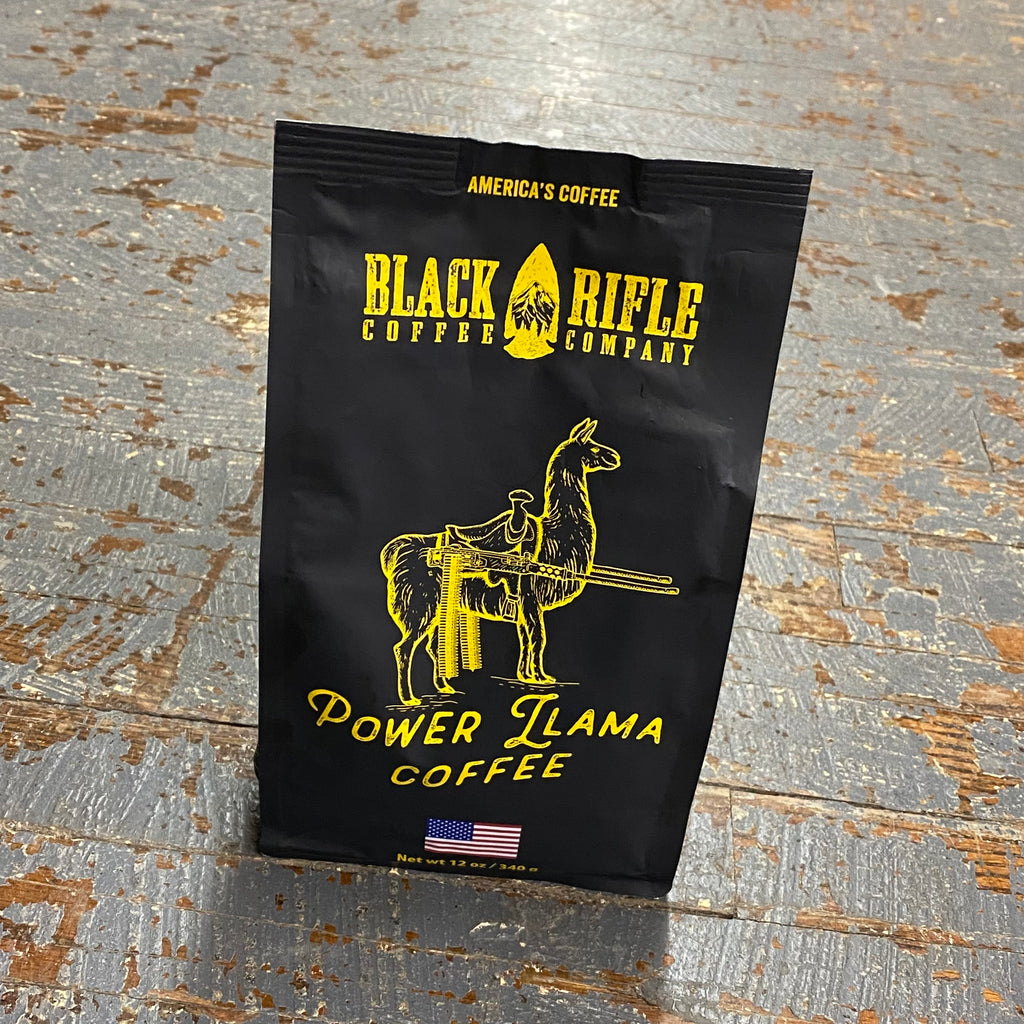 AMERICA'S COFFEE
BLACK RIFLE
COFFEE COMPANY
POWER LLAMA
COFFEE
Net wt 12 oz / 340 g